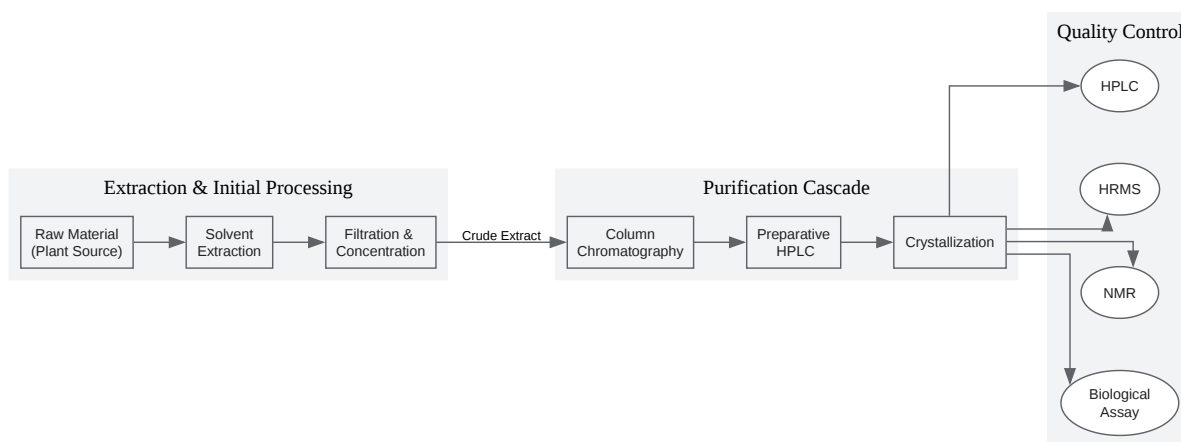 Quality Control
HPLC
Extraction & Initial Processing
Purification Cascade
HRMS
Raw Material
(Plant Source)
Solvent
Extraction
Filtration &
Concentration
Crude Extract
Column
Chromatography
Preparative
HPLC
Crystallization
NMR
Biological
Assay